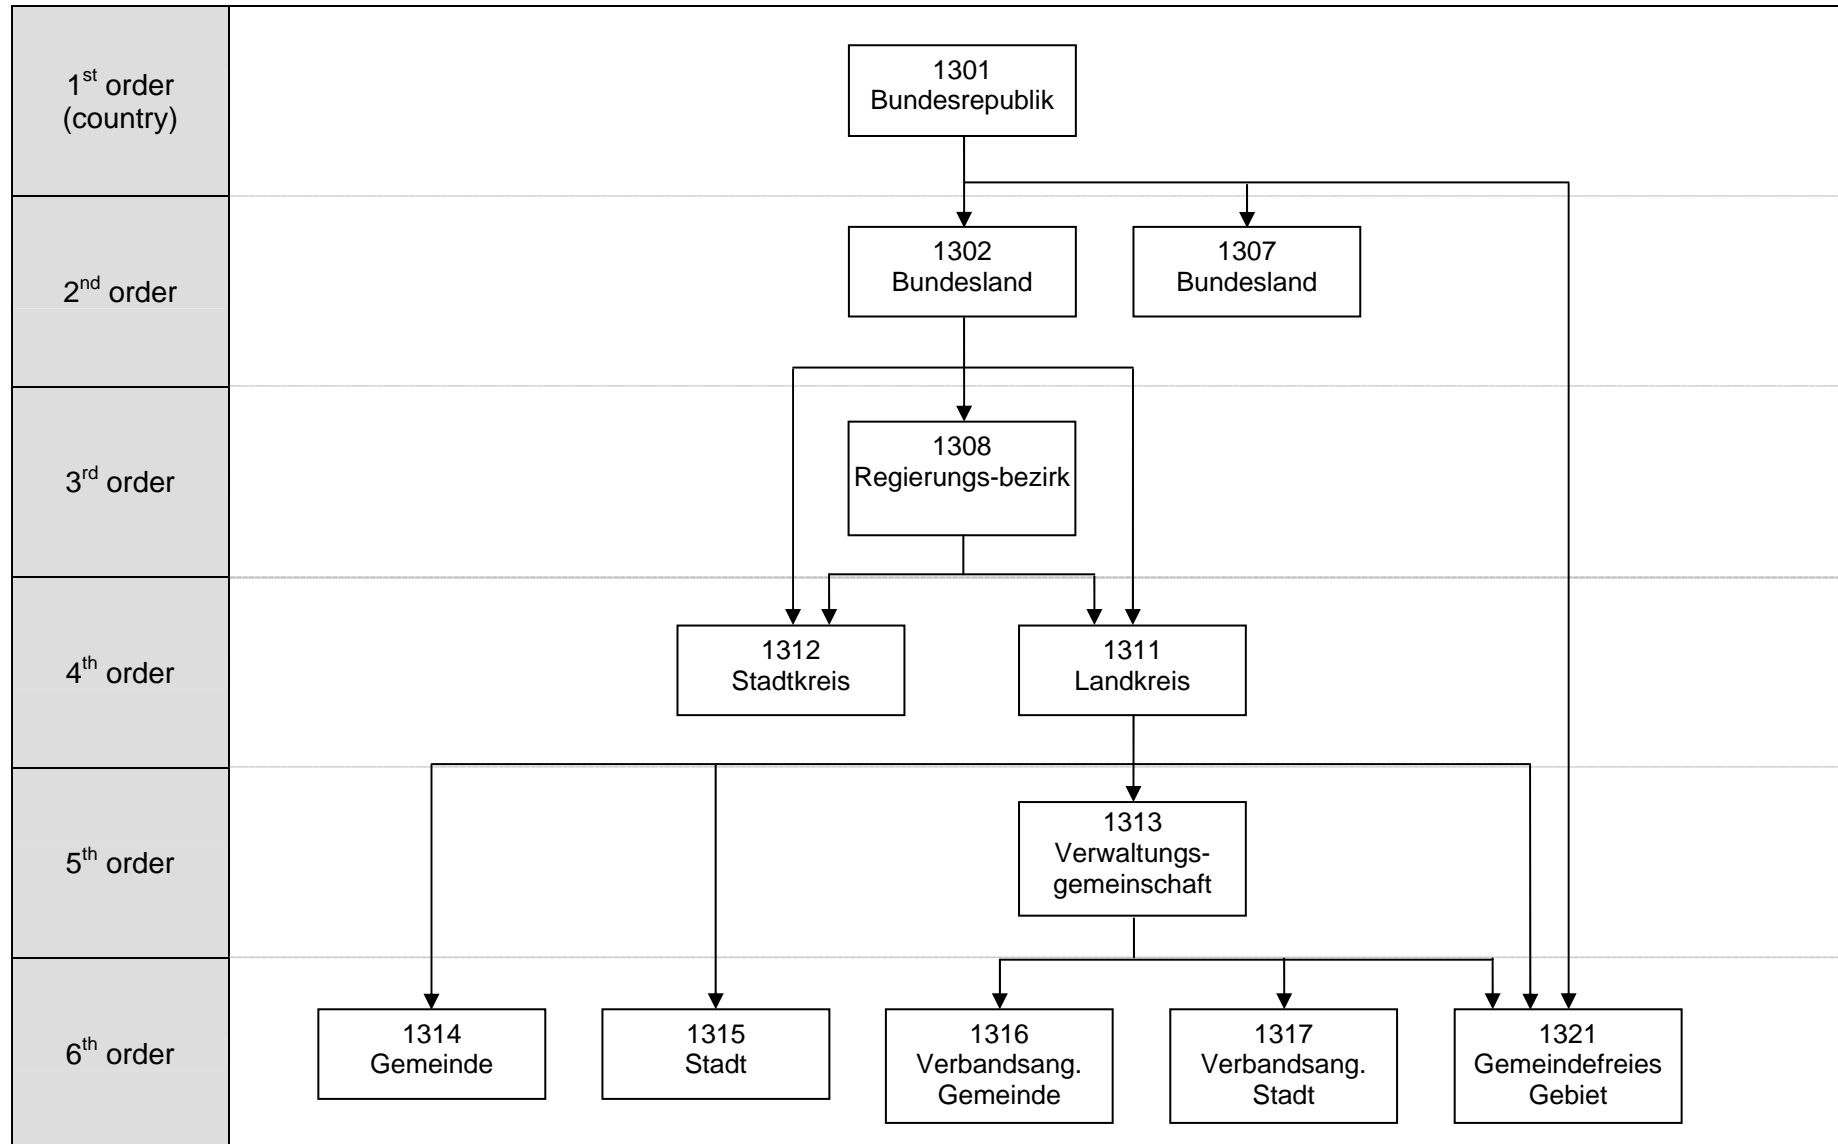 1st order
(country)
1301
Bundesrepublik
2nd order
1302
Bundesland
1307
Bundesland
3rd order
1308
Regierungs-bezirk
4th order
1312
Stadtkreis
1311
Landkreis
5th order
1313
Verwaltungs-
gemeinschaft
6th order
1314
Gemeinde
1315
Stadt
1316
Verbandsang.
Gemeinde
1317
Verbandsang.
Stadt
1321
Gemeindefreies
Gebiet